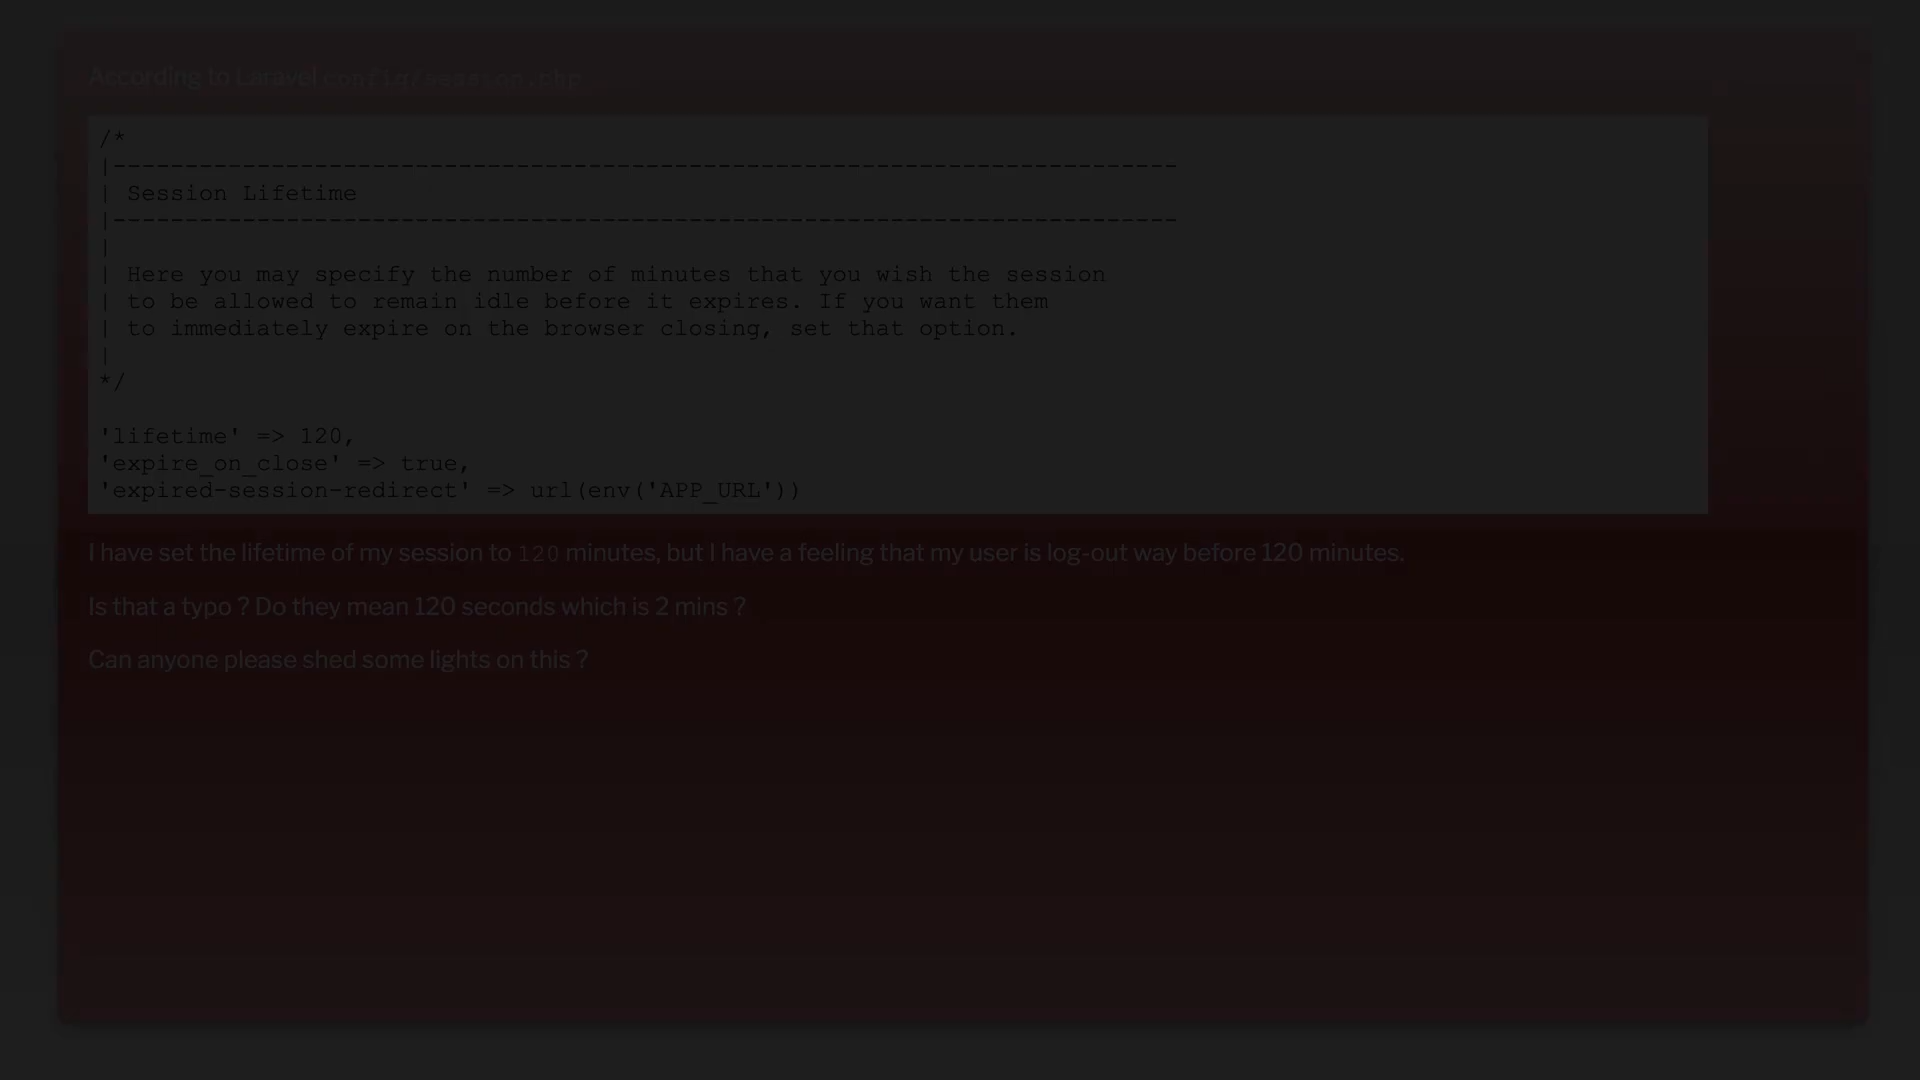 According to Laravel config/session.php
/*
|--------------------------------------------------------------------------
| Session Lifetime
|--------------------------------------------------------------------------
|
| Here you may specify the number of minutes that you wish the session
| to be allowed to remain idle before it expires. If you want them
| to immediately expire on the browser closing, set that option.
|
*/
'lifetime' => 120,
'expire_on_close' => true,
'expired-session-redirect' => url(env('APP_URL'))
I have set the lifetime of my session to 120 minutes, but I have a feeling that my user is log-out way before 120 minutes.
Is that a typo ? Do they mean 120 seconds which is 2 mins ?
Can anyone please shed some lights on this ?